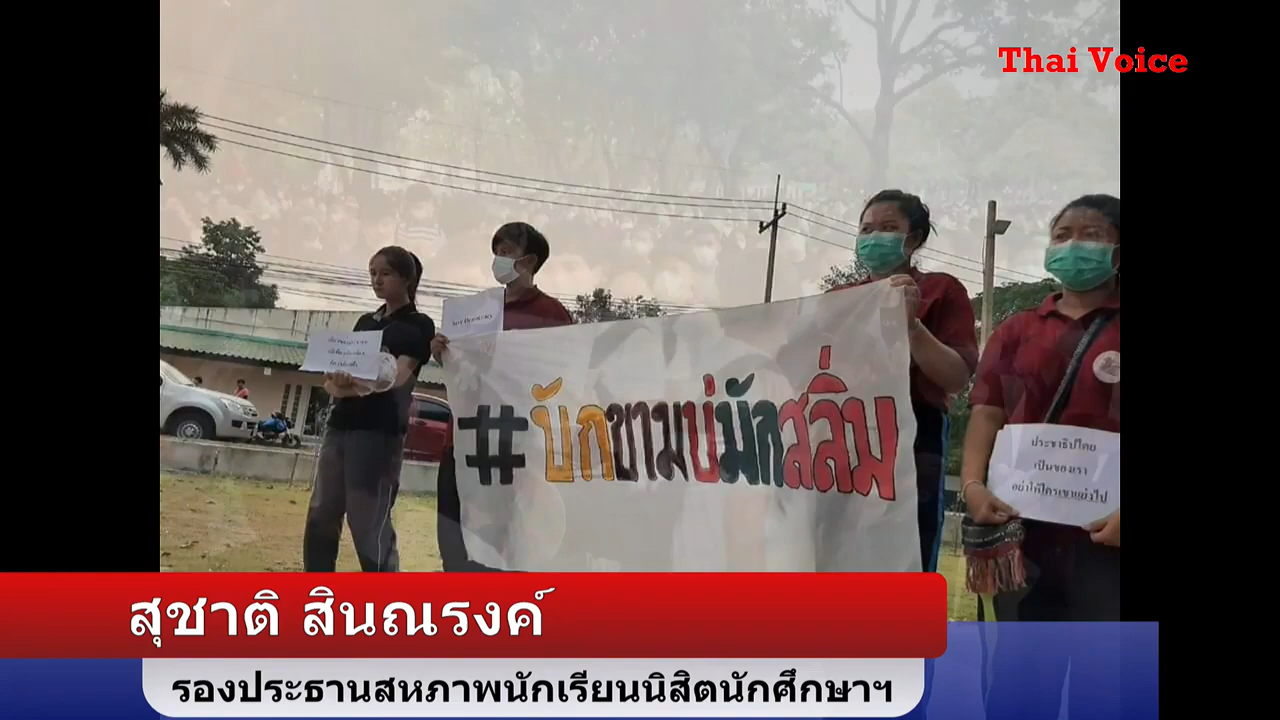 Thai Voice
#บักขามบ่มักสลิ่ม
ประชาธิปไตย
เป็นของเรา
อย่าให้ใครเขาแย่งไป
สุชาติ สินณรงค์
รองประธานสหภาพนักเรียนนิสิตนักศึกษาฯ